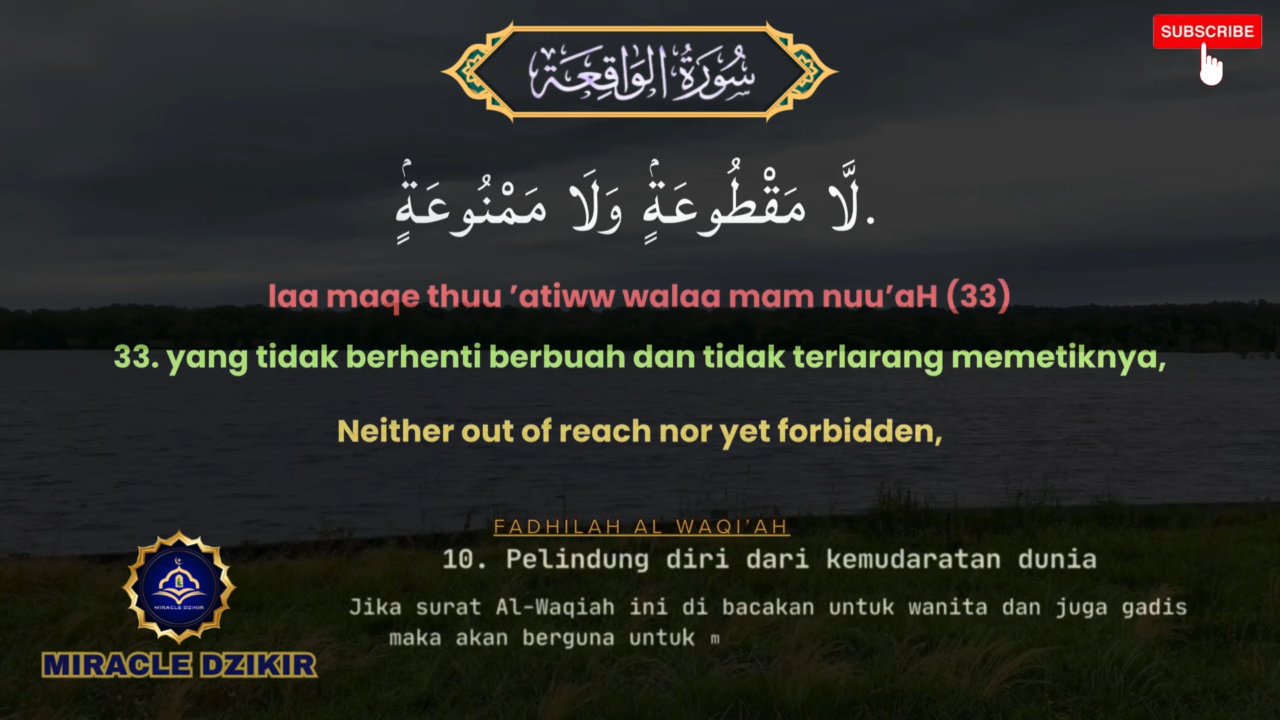 سُورَةُ الوَاقِعَة
SUBSCRIBE
لَّا مَقْطُوعَةٍۢ وَلَا مَمْنُوعَةٍۢ.
laa maqe thuu ’atiww walaa mam nuu’aH (33)
33. yang tidak berhenti berbuah dan tidak terlarang memetiknya,
Neither out of reach nor yet forbidden,
FADHILAH AL WAQI’AH
10. Pelindung diri dari kemudaratan dunia
Jika surat Al-Waqiah ini di bacakan untuk wanita dan juga gadis
maka akan berguna untuk m
MIRACLE DZIKIR
MIRACLE DZIKIR